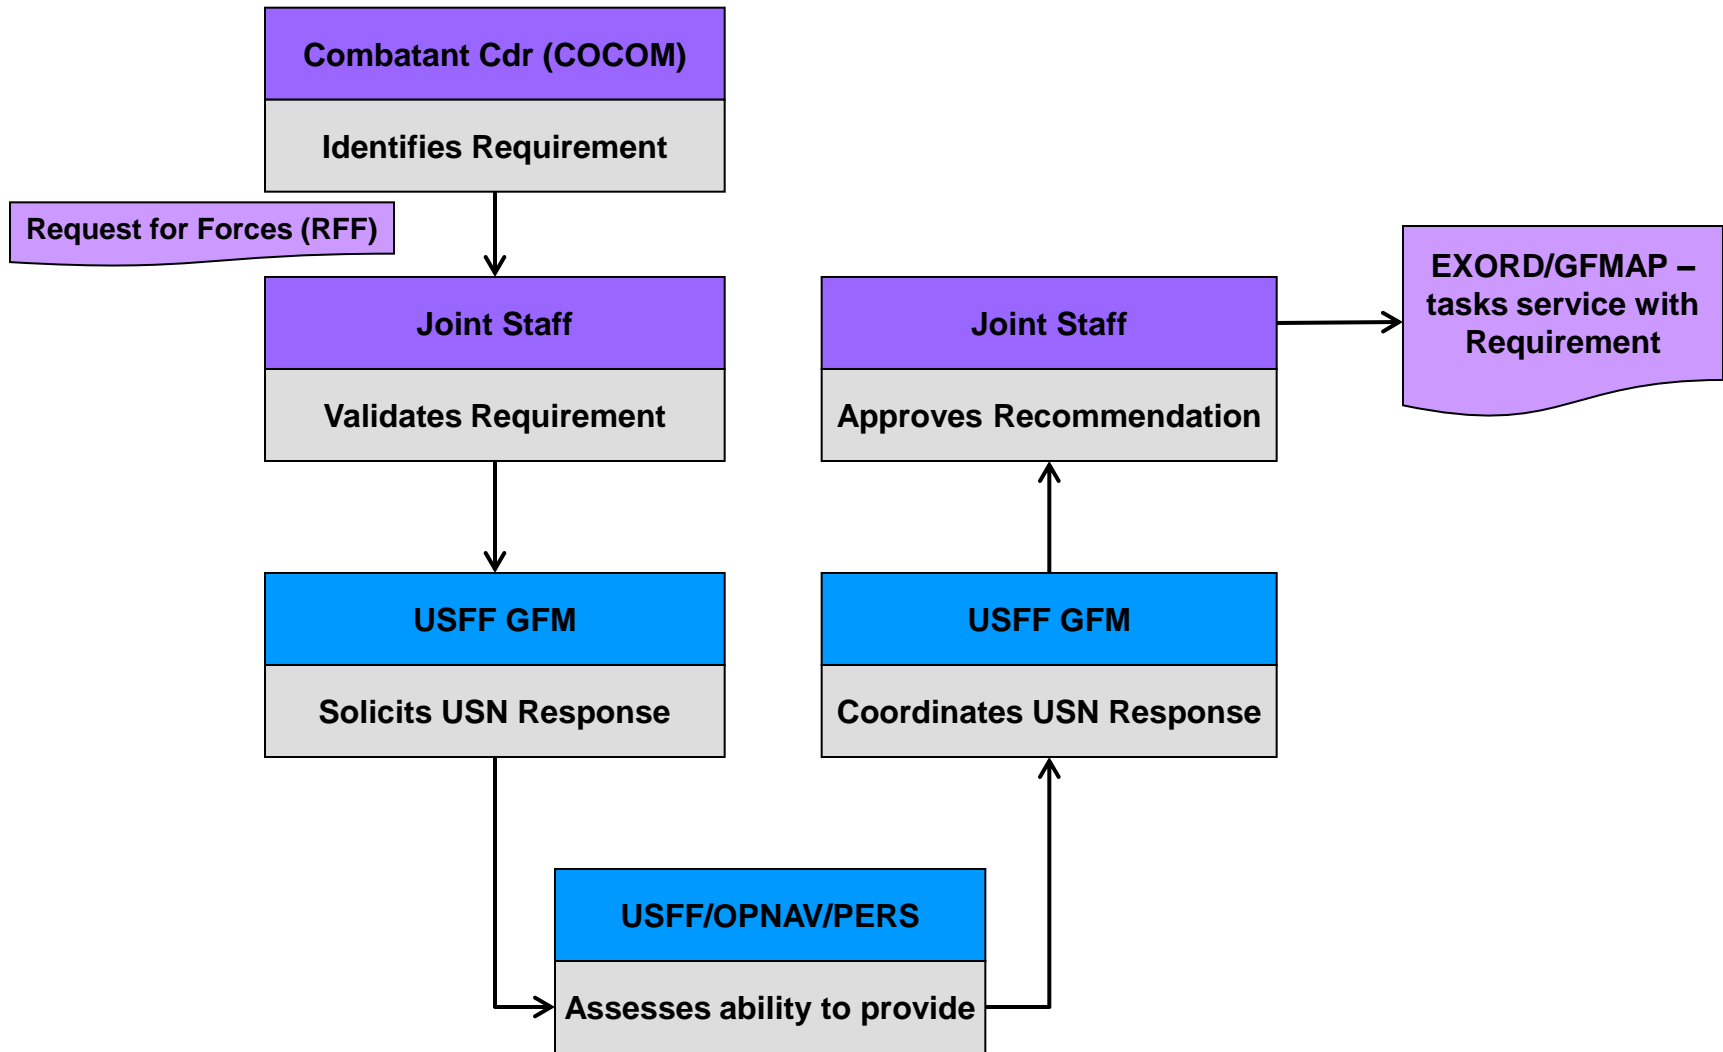 Combatant Cdr (COCOM)
Identifies Requirement
Request for Forces (RFF)
Joint Staff
Validates Requirement
USFF GFM
Solicits USN Response
USFF/OPNAV/PERS
Assesses ability to provide
USFF GFM
Coordinates USN Response
Joint Staff
Approves Recommendation
EXORD/GFMAP –
tasks service with
Requirement